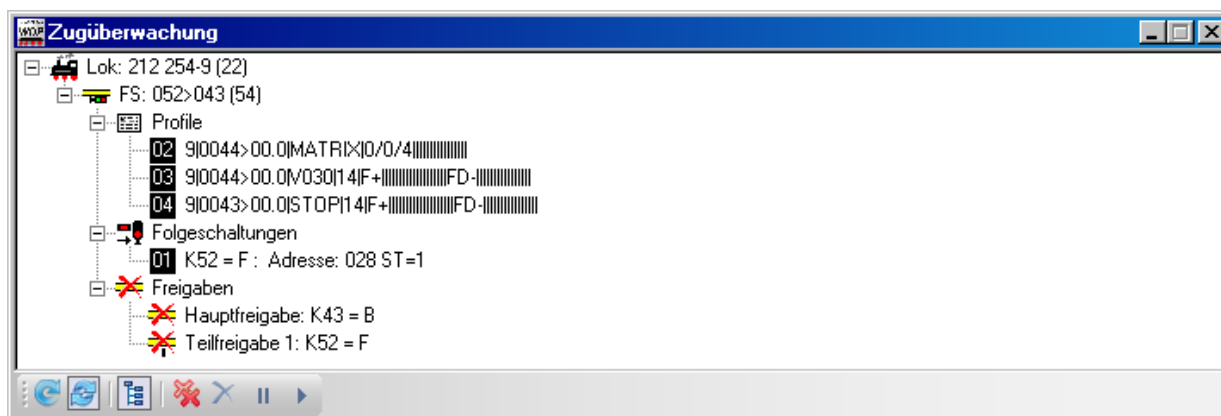 Zugüberwachung
Lok: 212 254-9 (22)
FS: 052>043 (54)
Profile
02 9|0044>00.0|MATRIX|0/0/4|||||||||||||||
03 9|0044>00.0|V030|14|F+||||||||||||||||||FD-|||||||||||||||
04 9|0043>00.0|STOP|14|F+||||||||||||||||||FD-|||||||||||||||
Folgeschaltungen
01 K52 = F : Adresse: 028 ST=1
Freigaben
Hauptfreigabe: K43 = B
Teilfreigabe 1: K52 = F